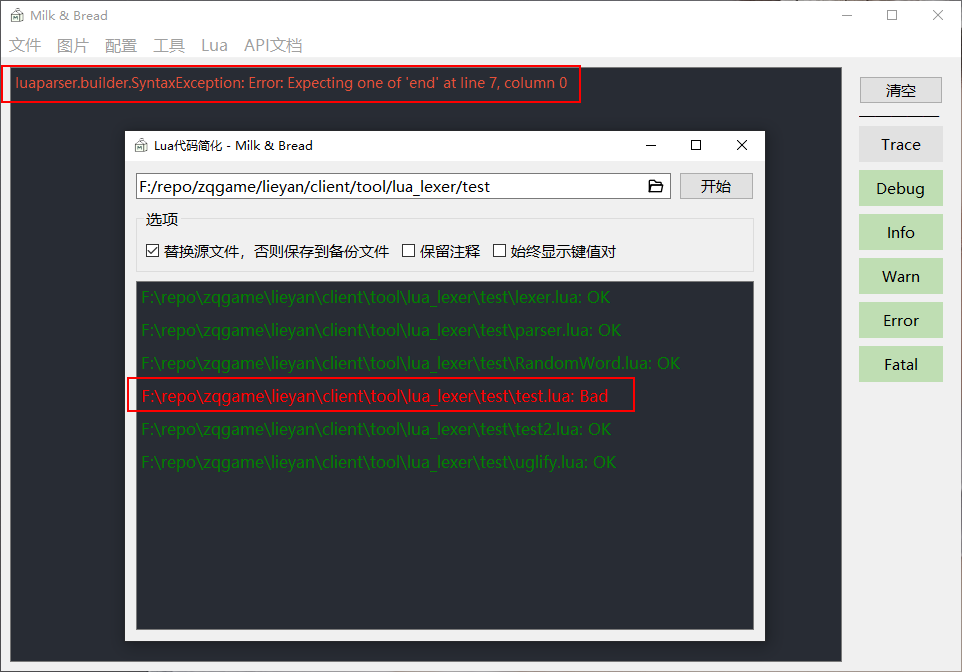 Milk & Bread
文件 图片 配置 工具 Lua API文档
luaparser.builder.SyntaxException: Error: Expecting one of 'end' at line 7, column 0
清空
Trace
Debug
Info
Warn
Error
Fatal
Lua代码简化 - Milk & Bread
F:/repo/zqgame/lieyan/client/tool/lua_lexer/test 开始
选项
替换源文件，否则保存到备份文件 保留注释 始终显示键值对
F:\repo\zqgame\lieyan\client\tool\lua_lexer\test\lexer.lua: OK
F:\repo\zqgame\lieyan\client\tool\lua_lexer\test\parser.lua: OK
F:\repo\zqgame\lieyan\client\tool\lua_lexer\test\RandomWord.lua: OK
F:\repo\zqgame\lieyan\client\tool\lua_lexer\test\test.lua: Bad
F:\repo\zqgame\lieyan\client\tool\lua_lexer\test\test2.lua: OK
F:\repo\zqgame\lieyan\client\tool\lua_lexer\test\uglify.lua: OK